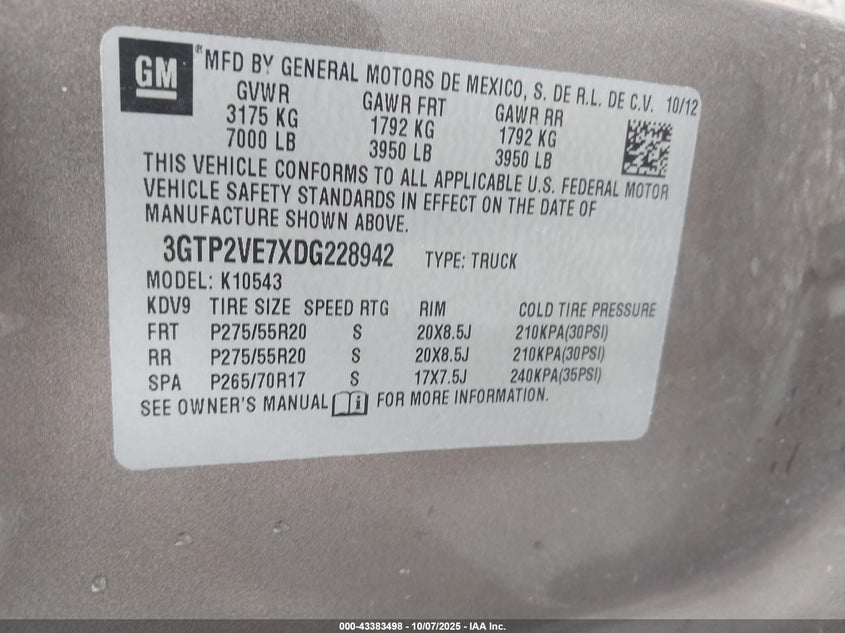 GM ® MFD BY GENERAL MOTORS DE MEXICO, S. DE R.L. DE C.V. 10/12
GVWR GAWR FRT GAWR RR
3175 KG 1792 KG 1792 KG
7000 LB 3950 LB 3950 LB
THIS VEHICLE CONFORMS TO ALL APPLICABLE U.S. FEDERAL MOTOR
VEHICLE SAFETY STANDARDS IN EFFECT ON THE DATE OF
MANUFACTURE SHOWN ABOVE.
3GTP2VE7XDG228942 TYPE: TRUCK
MODEL: K10543
KDV9 TIRE SIZE SPEED RTG RIM COLD TIRE PRESSURE
FRT P275/55R20 S 20X8.5J 210KPA(30PSI)
RR P275/55R20 S 20X8.5J 210KPA(30PSI)
SPA P265/70R17 S 17X7.5J 240KPA(35PSI)
SEE OWNER'S MANUAL i FOR MORE INFORMATION.
000-43383498 - 10/07/2025 - IAA Inc.